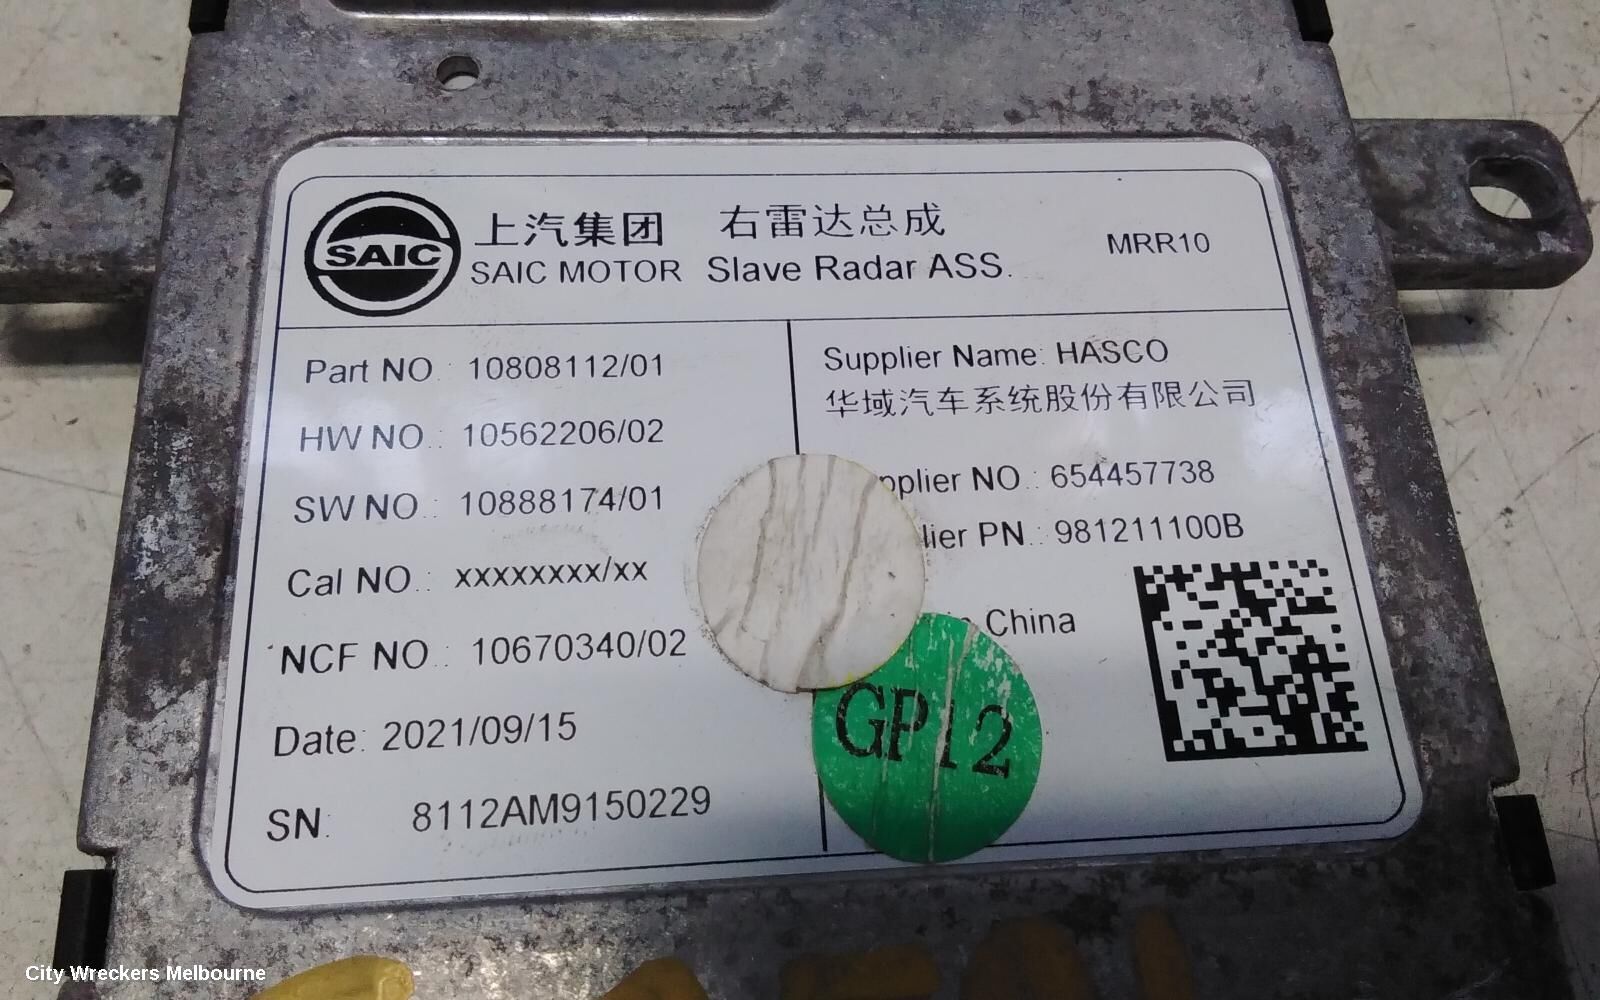 SAIC
上汽集团 右雷达总成
SAIC MOTOR Slave Radar ASS.
MRR10
Part NO.: 10808112/01
HW NO.: 10562206/02
SW NO.: 10888174/01
Cal NO.: xxxxxxxx/xx
NCF NO.: 10670340/02
Date: 2021/09/15
SN: 8112AM9150229
Supplier Name: HASCO
华域汽车系统股份有限公司
NO.: 654457738
PN.: 981211100B
China
GP12
City Wreckers Melbourne